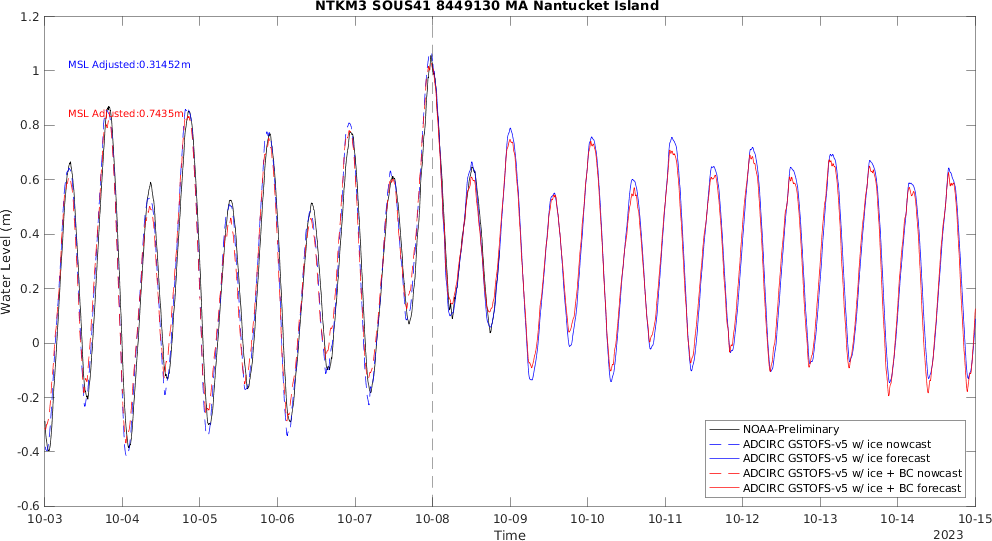 NTKM3 SOUS41 8449130 MA Nantucket Island
1.2
1
0.8
0.6
0.4
0.2
0
-0.2
-0.4
-0.6
Water Level (m)
MSL Adjusted:0.31452m
MSL Adjusted:0.7435m
NOAA-Preliminary
ADCIRC GSTOFS-v5 w/ ice nowcast
ADCIRC GSTOFS-v5 w/ ice forecast
ADCIRC GSTOFS-v5 w/ ice + BC nowcast
ADCIRC GSTOFS-v5 w/ ice + BC forecast
10-03 10-04 10-05 10-06 10-07 10-08 10-09 10-10 10-11 10-12 10-13 10-14 10-15
Time
2023